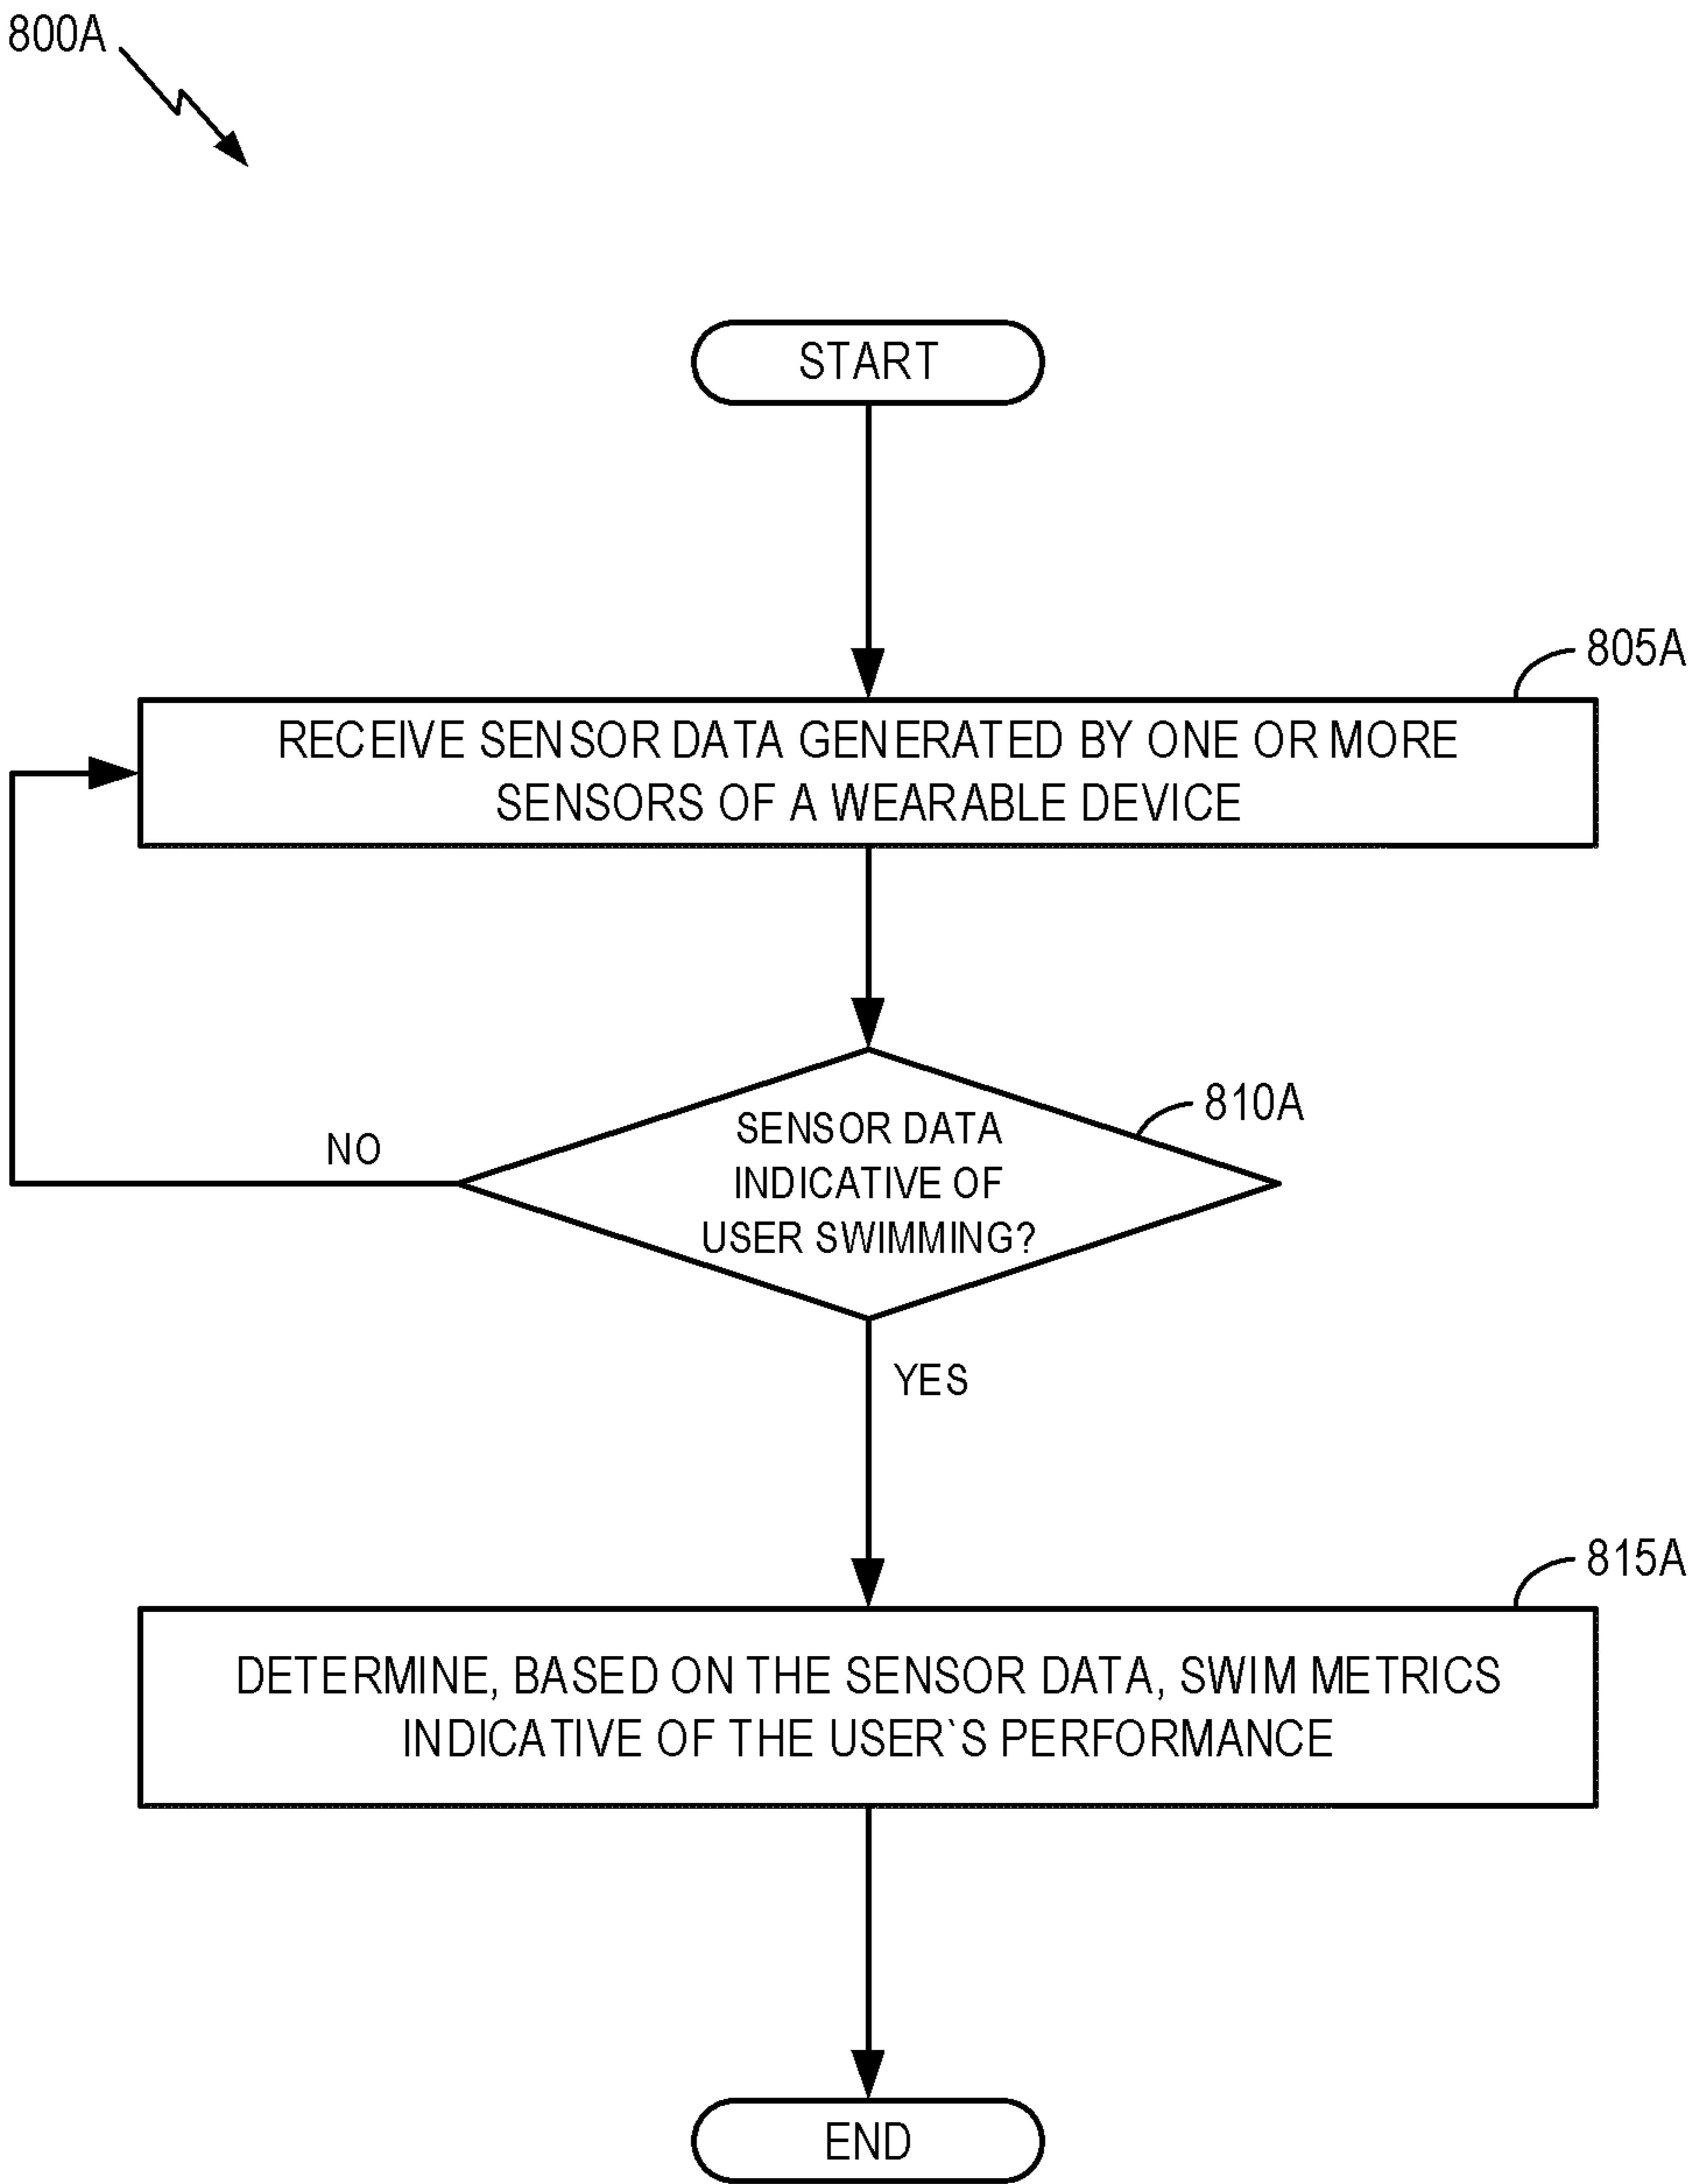 800A
START
805A
RECEIVE SENSOR DATA GENERATED BY ONE OR MORE
SENSORS OF A WEARABLE DEVICE
810A
SENSOR DATA
INDICATIVE OF
USER SWIMMING?
NO
YES
815A
DETERMINE, BASED ON THE SENSOR DATA, SWIM METRICS
INDICATIVE OF THE USER`S PERFORMANCE
END